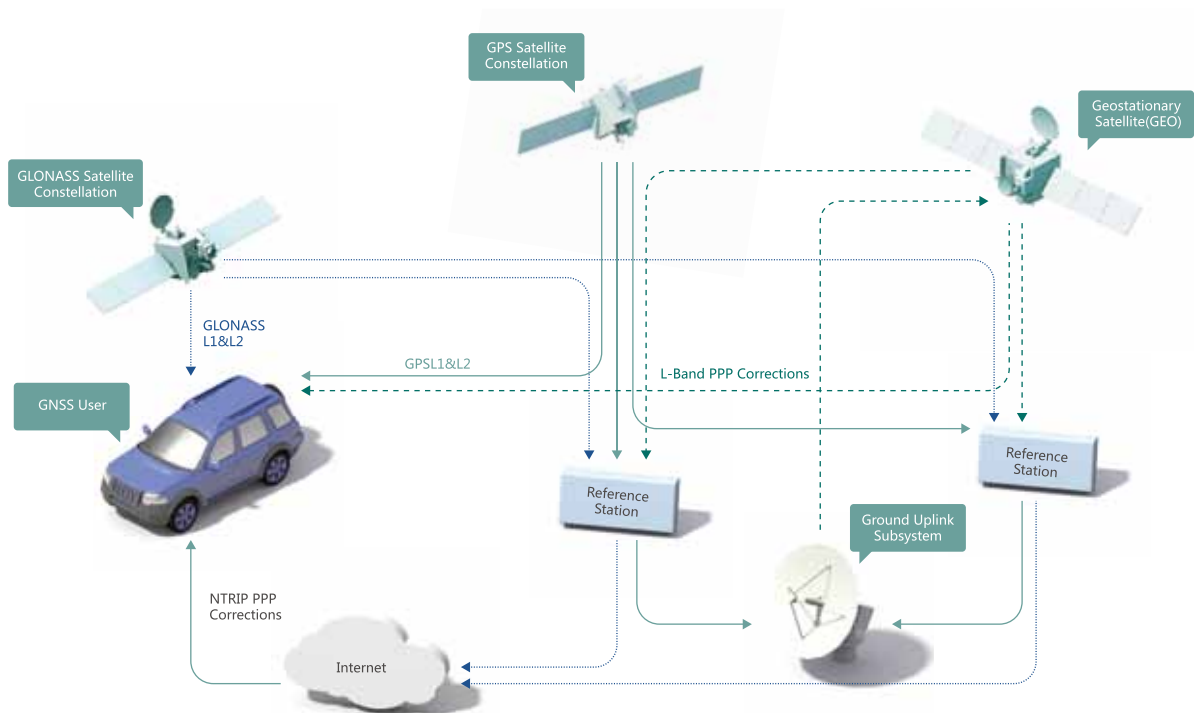 GPS Satellite
Constellation
Geostationary
Satellite(GEO)
GLONASS Satellite
Constellation
GLONASS
L1&L2
GPSL1&L2
L-Band PPP Corrections
GNSS User
Reference
Station
Reference
Station
Ground Uplink
Subsystem
NTRIP PPP
Corrections
Internet